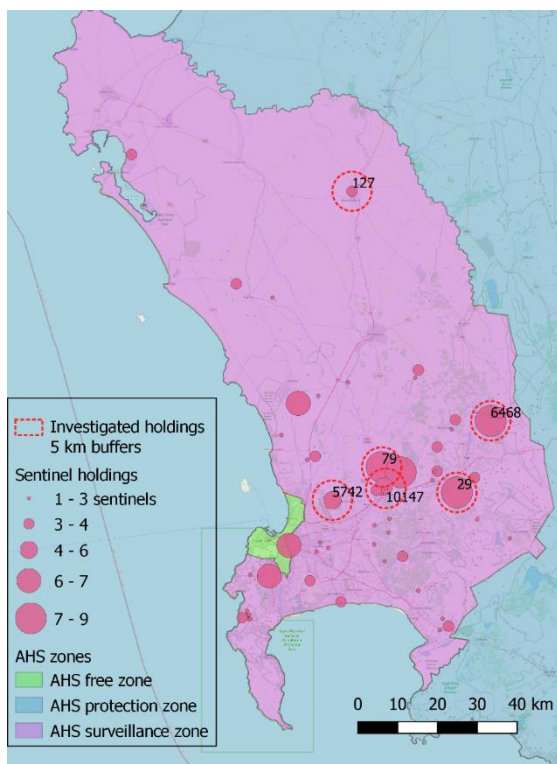 127
6468
79
29
5742
10147
Investigated holdings
5 km buffers
Sentinel holdings
1 - 3 sentinels
3 - 4
4 - 6
6 - 7
7 - 9
AHS zones
AHS free zone
AHS protection zone
AHS surveillance zone
0 10 20 30 40 km